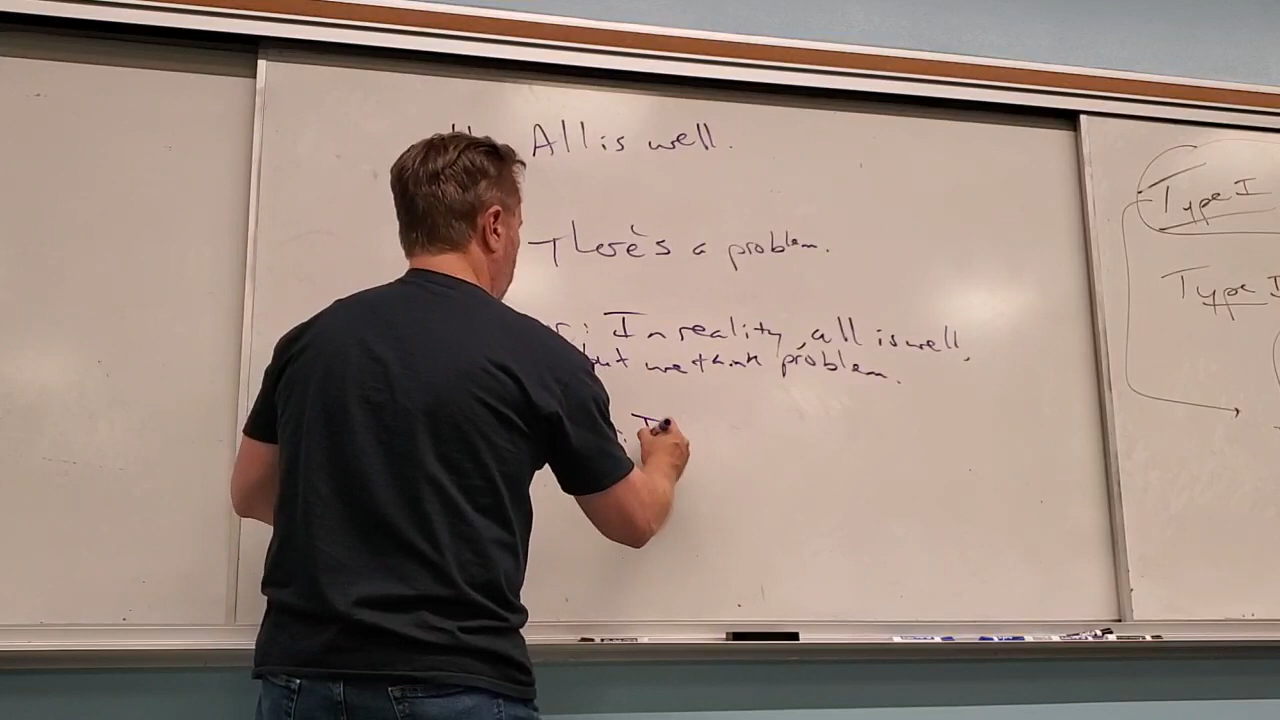 All is well.
There's a problem.
r: In reality, all is well,
but we think problem.
: I
Type I
Type I